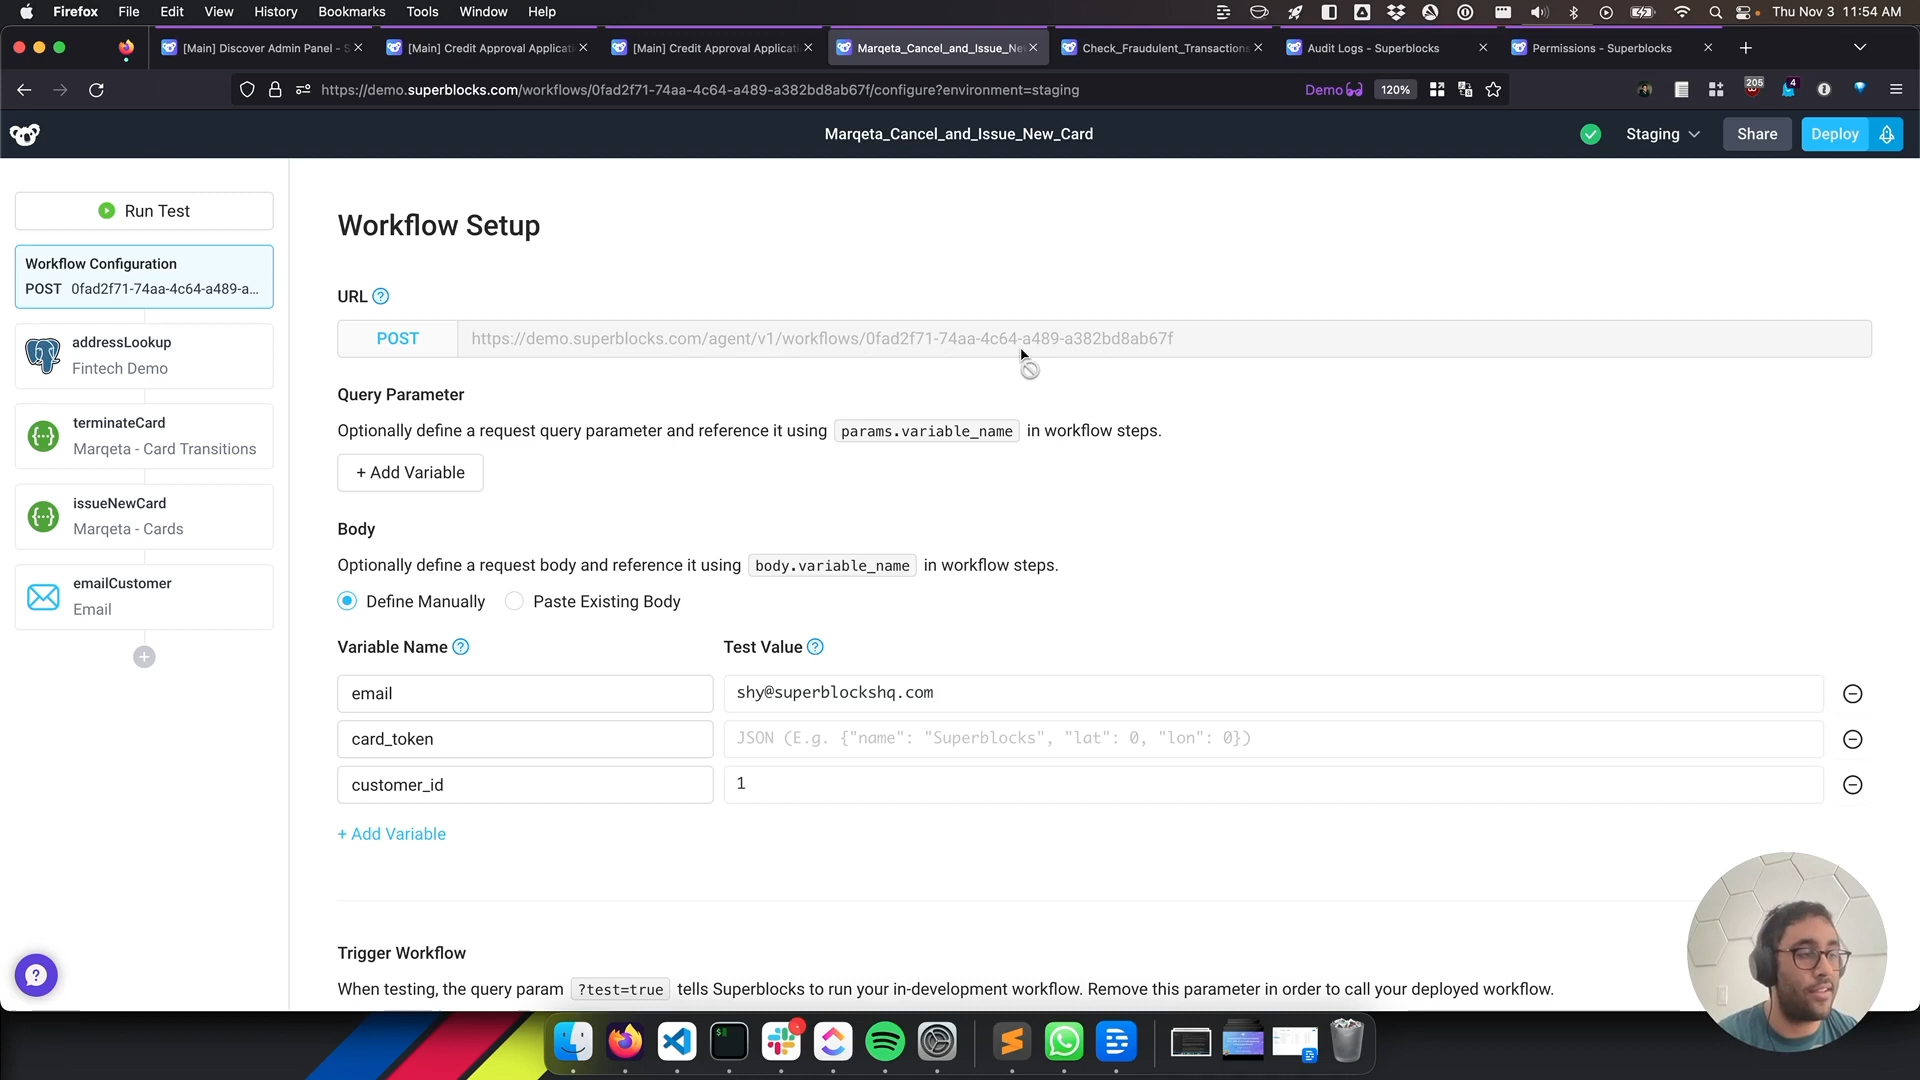 Firefox File Edit View History Bookmarks Tools Window Help Thu Nov 3 11:54 AM
[Main] Discover Admin Panel - S [Main] Credit Approval Applicati [Main] Credit Approval Applicati Marqeta_Cancel_and_Issue_Ne Check_Fraudulent_Transactions Audit Logs - Superblocks Permissions - Superblocks
https://demo.superblocks.com/workflows/0fad2f71-74aa-4c64-a489-a382bd8ab67f/configure?environment=staging Demo 120% 205 4
Marqeta_Cancel_and_Issue_New_Card Staging Share Deploy
Run Test
Workflow Configuration
POST 0fad2f71-74aa-4c64-a489-a...
addressLookup
Fintech Demo
terminateCard
Marqeta - Card Transitions
issueNewCard
Marqeta - Cards
emailCustomer
Email
Workflow Setup
URL
POST https://demo.superblocks.com/agent/v1/workflows/0fad2f71-74aa-4c64-a489-a382bd8ab67f
Query Parameter
Optionally define a request query parameter and reference it using params.variable_name in workflow steps.
+ Add Variable
Body
Optionally define a request body and reference it using body.variable_name in workflow steps.
Define Manually Paste Existing Body
Variable Name Test Value
email shy@superblockshq.com
card_token JSON (E.g. {"name": "Superblocks", "lat": 0, "lon": 0})
customer_id 1
+ Add Variable
Trigger Workflow
When testing, the query param ?test=true tells Superblocks to run your in-development workflow. Remove this parameter in order to call your deployed workflow.